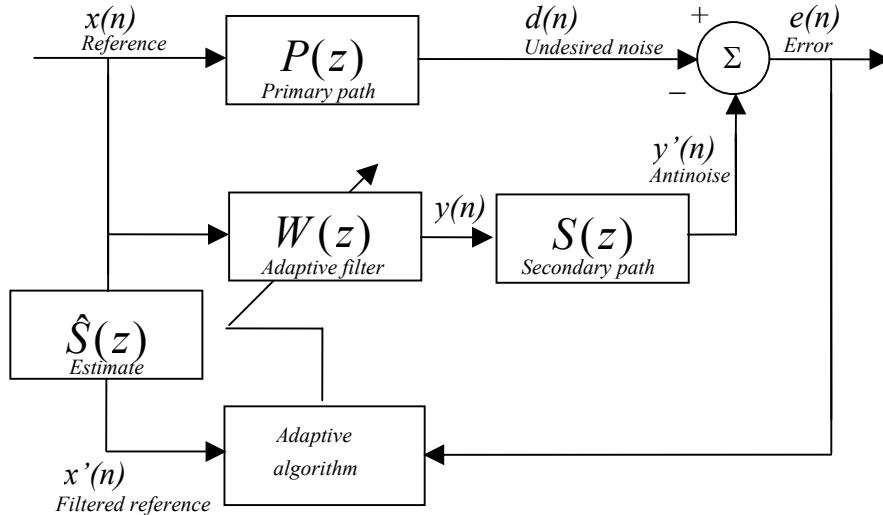 x(n)
Reference
P(z)
Primary path
d(n)
Undesired noise
+
−
Σ
e(n)
Error
y’(n)
Antinoise
W(z)
Adaptive filter
y(n)
S(z)
Secondary path
Ŝ(z)
Estimate
x’(n)
Filtered reference
Adaptive
algorithm